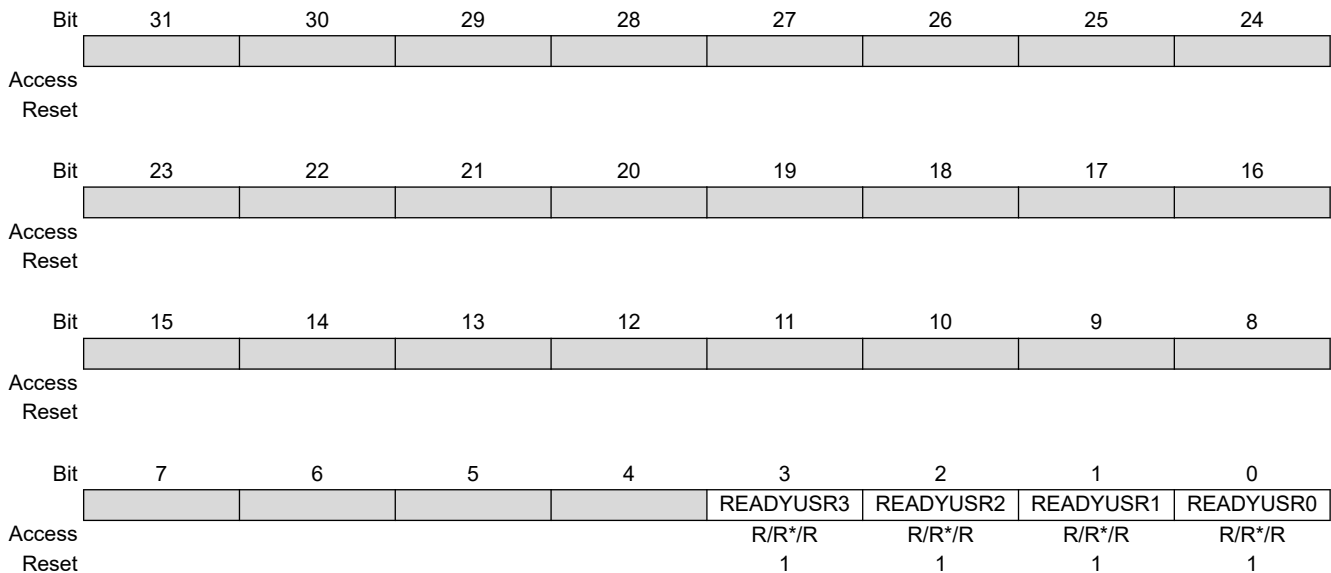 Bit 31 30 29 28 27 26 25 24
Access
Reset
Bit 23 22 21 20 19 18 17 16
Access
Reset
Bit 15 14 13 12 11 10 9 8
Access
Reset
Bit 7 6 5 4 3 2 1 0
READYUSR3 READYUSR2 READYUSR1 READYUSR0
Access R/R*/R R/R*/R R/R*/R R/R*/R
Reset 1 1 1 1